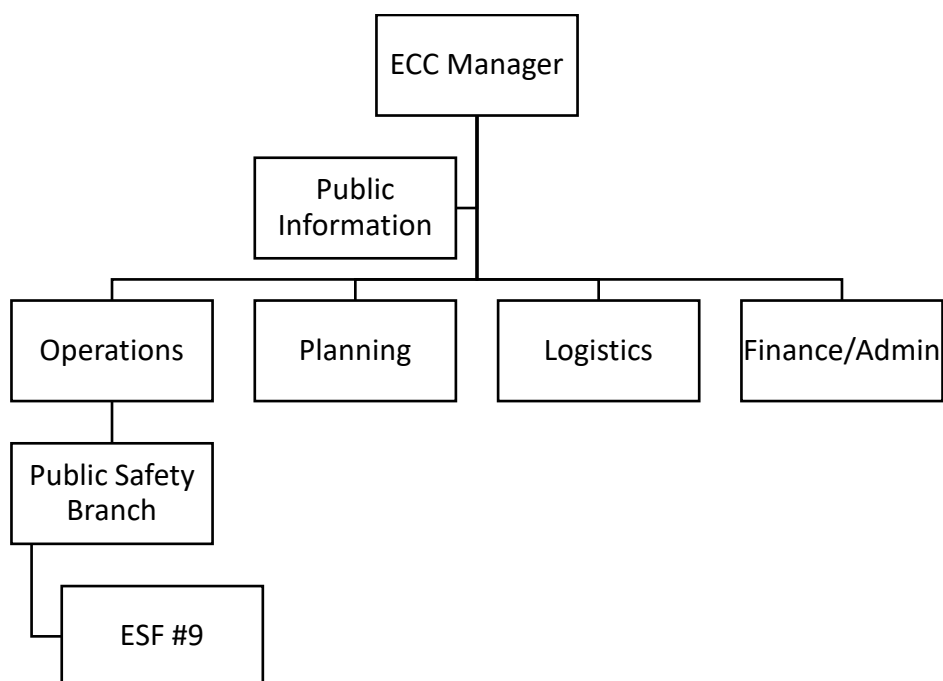 ECC Manager
Public
Information
Operations
Planning
Logistics
Finance/Admin
Public Safety
Branch
ESF #9